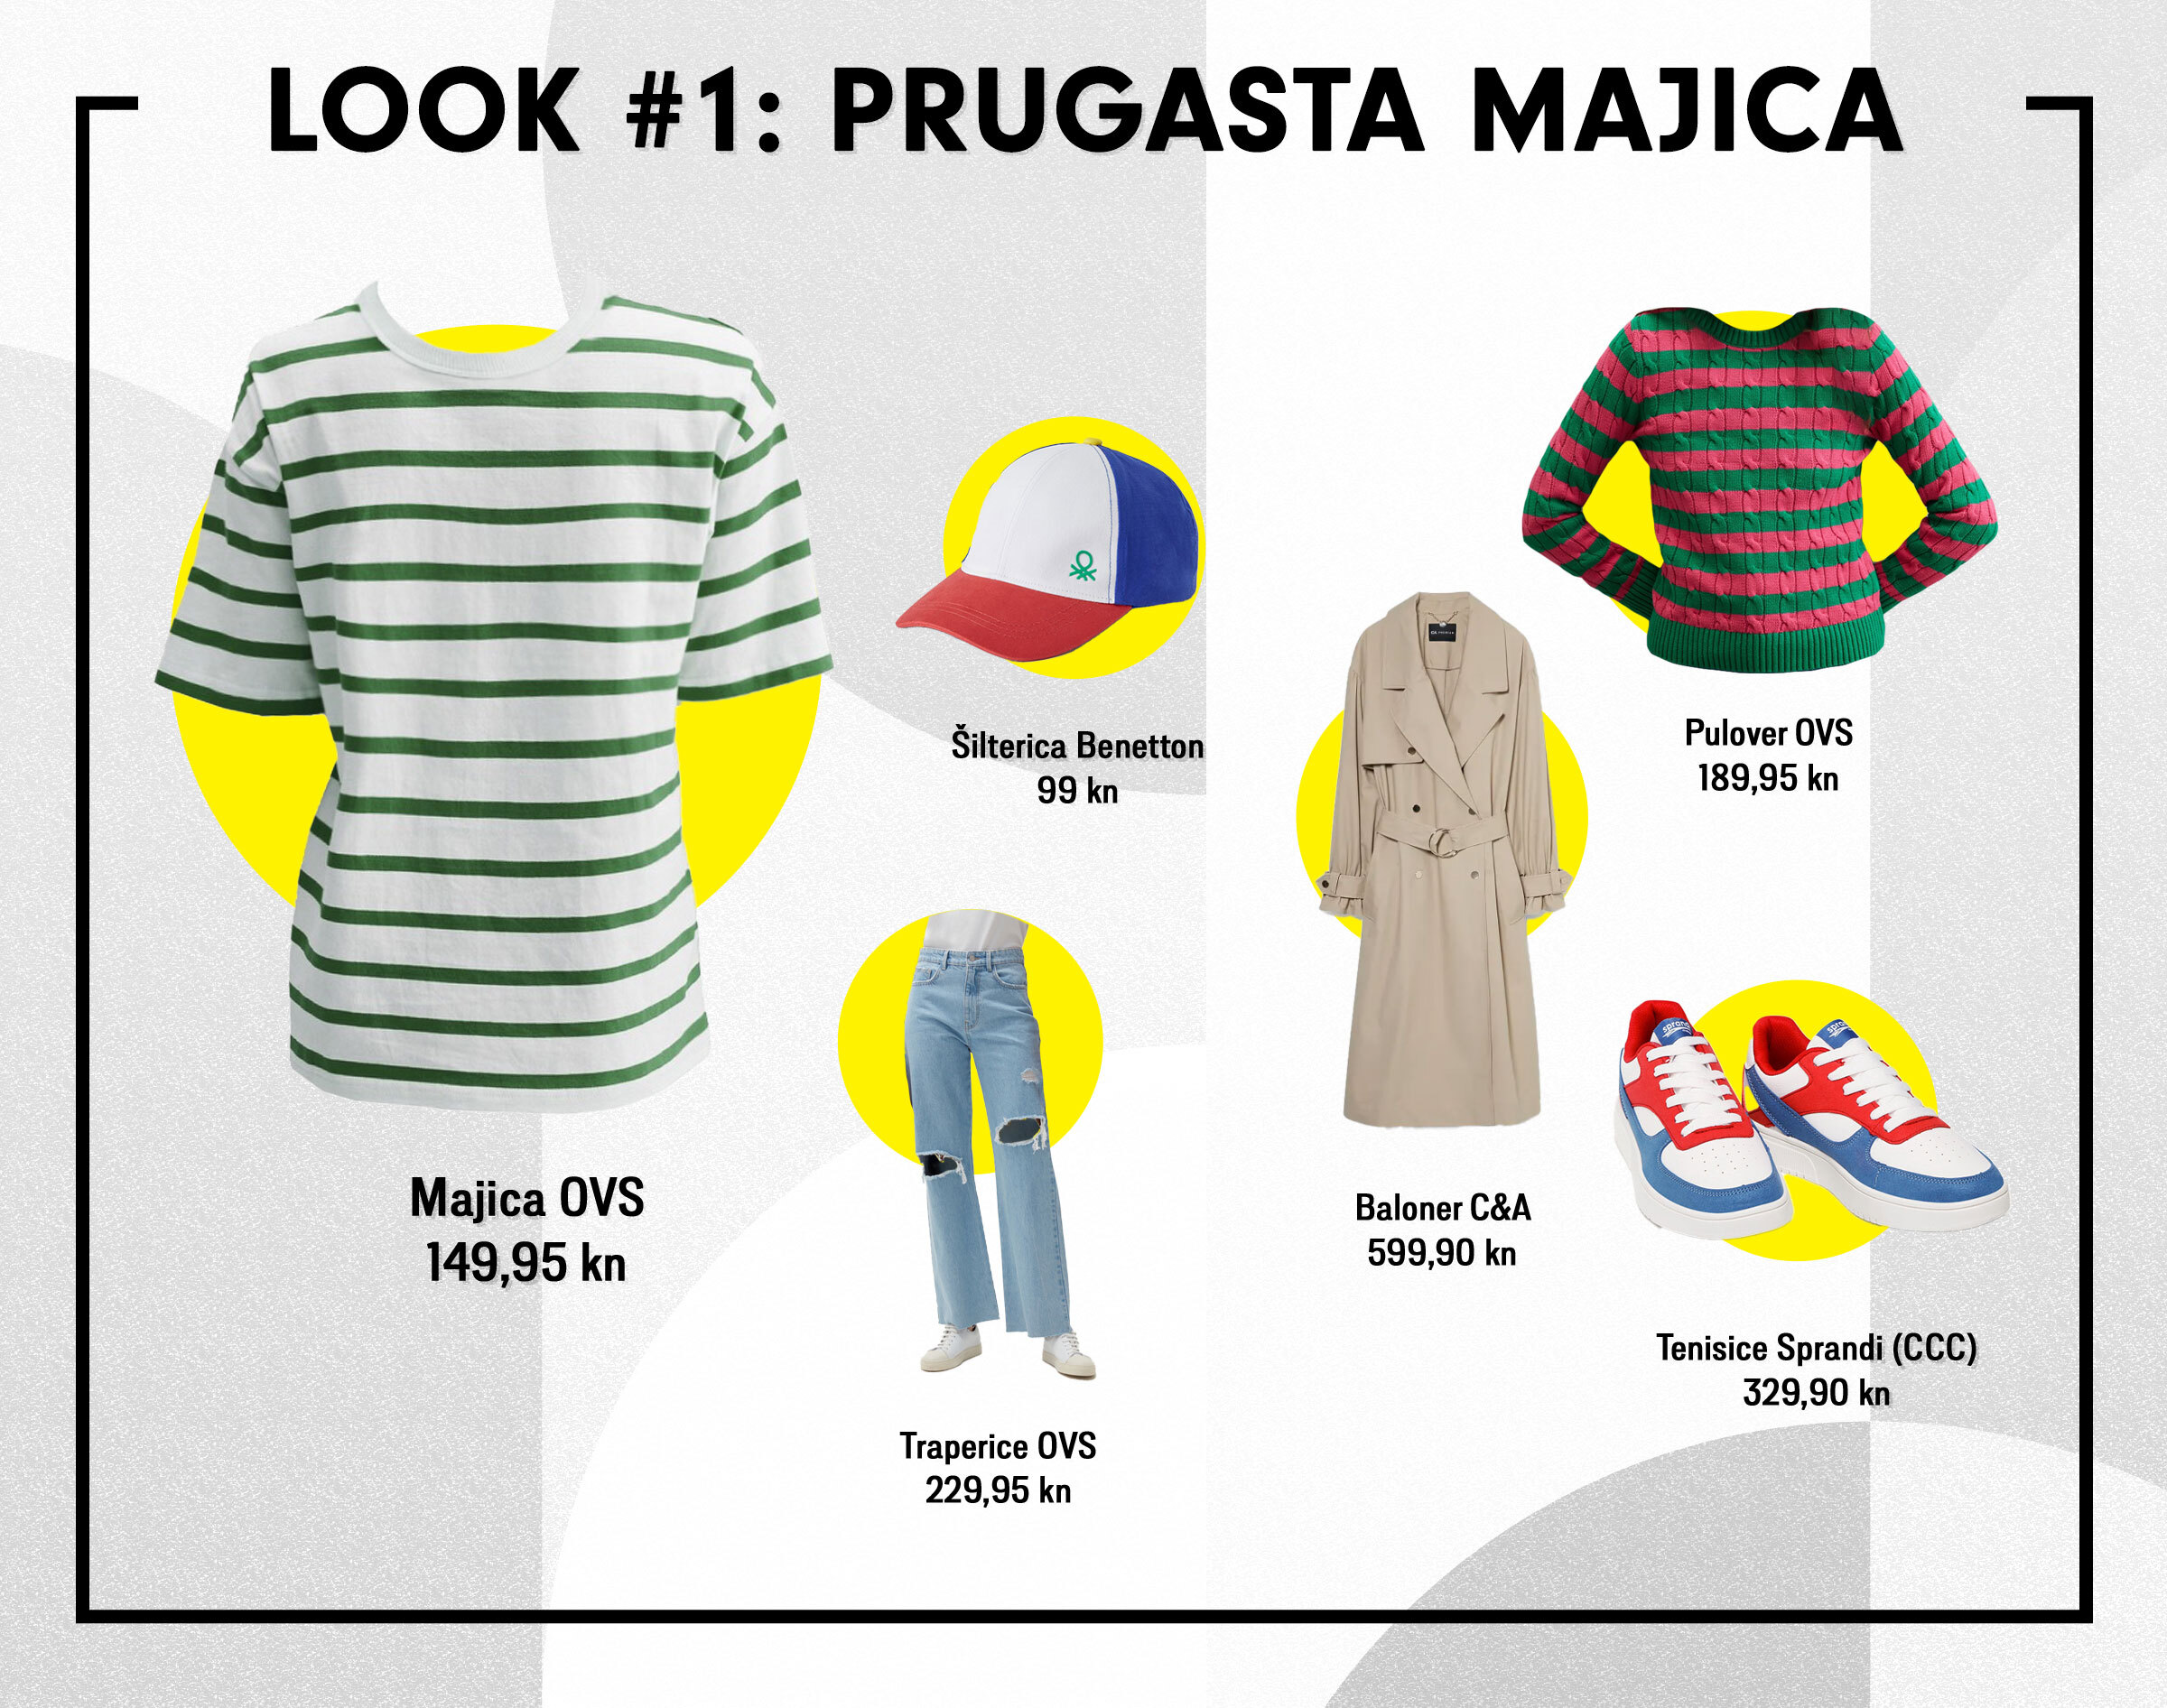 LOOK #1: PRUGASTA MAJICA
Majica OVS
149,95 kn
Šilterica Benetton
99 kn
Traperice OVS
229,95 kn
Baloner C&A
599,90 kn
Pulover OVS
189,95 kn
Tenisice Sprandi (CCC)
329,90 kn